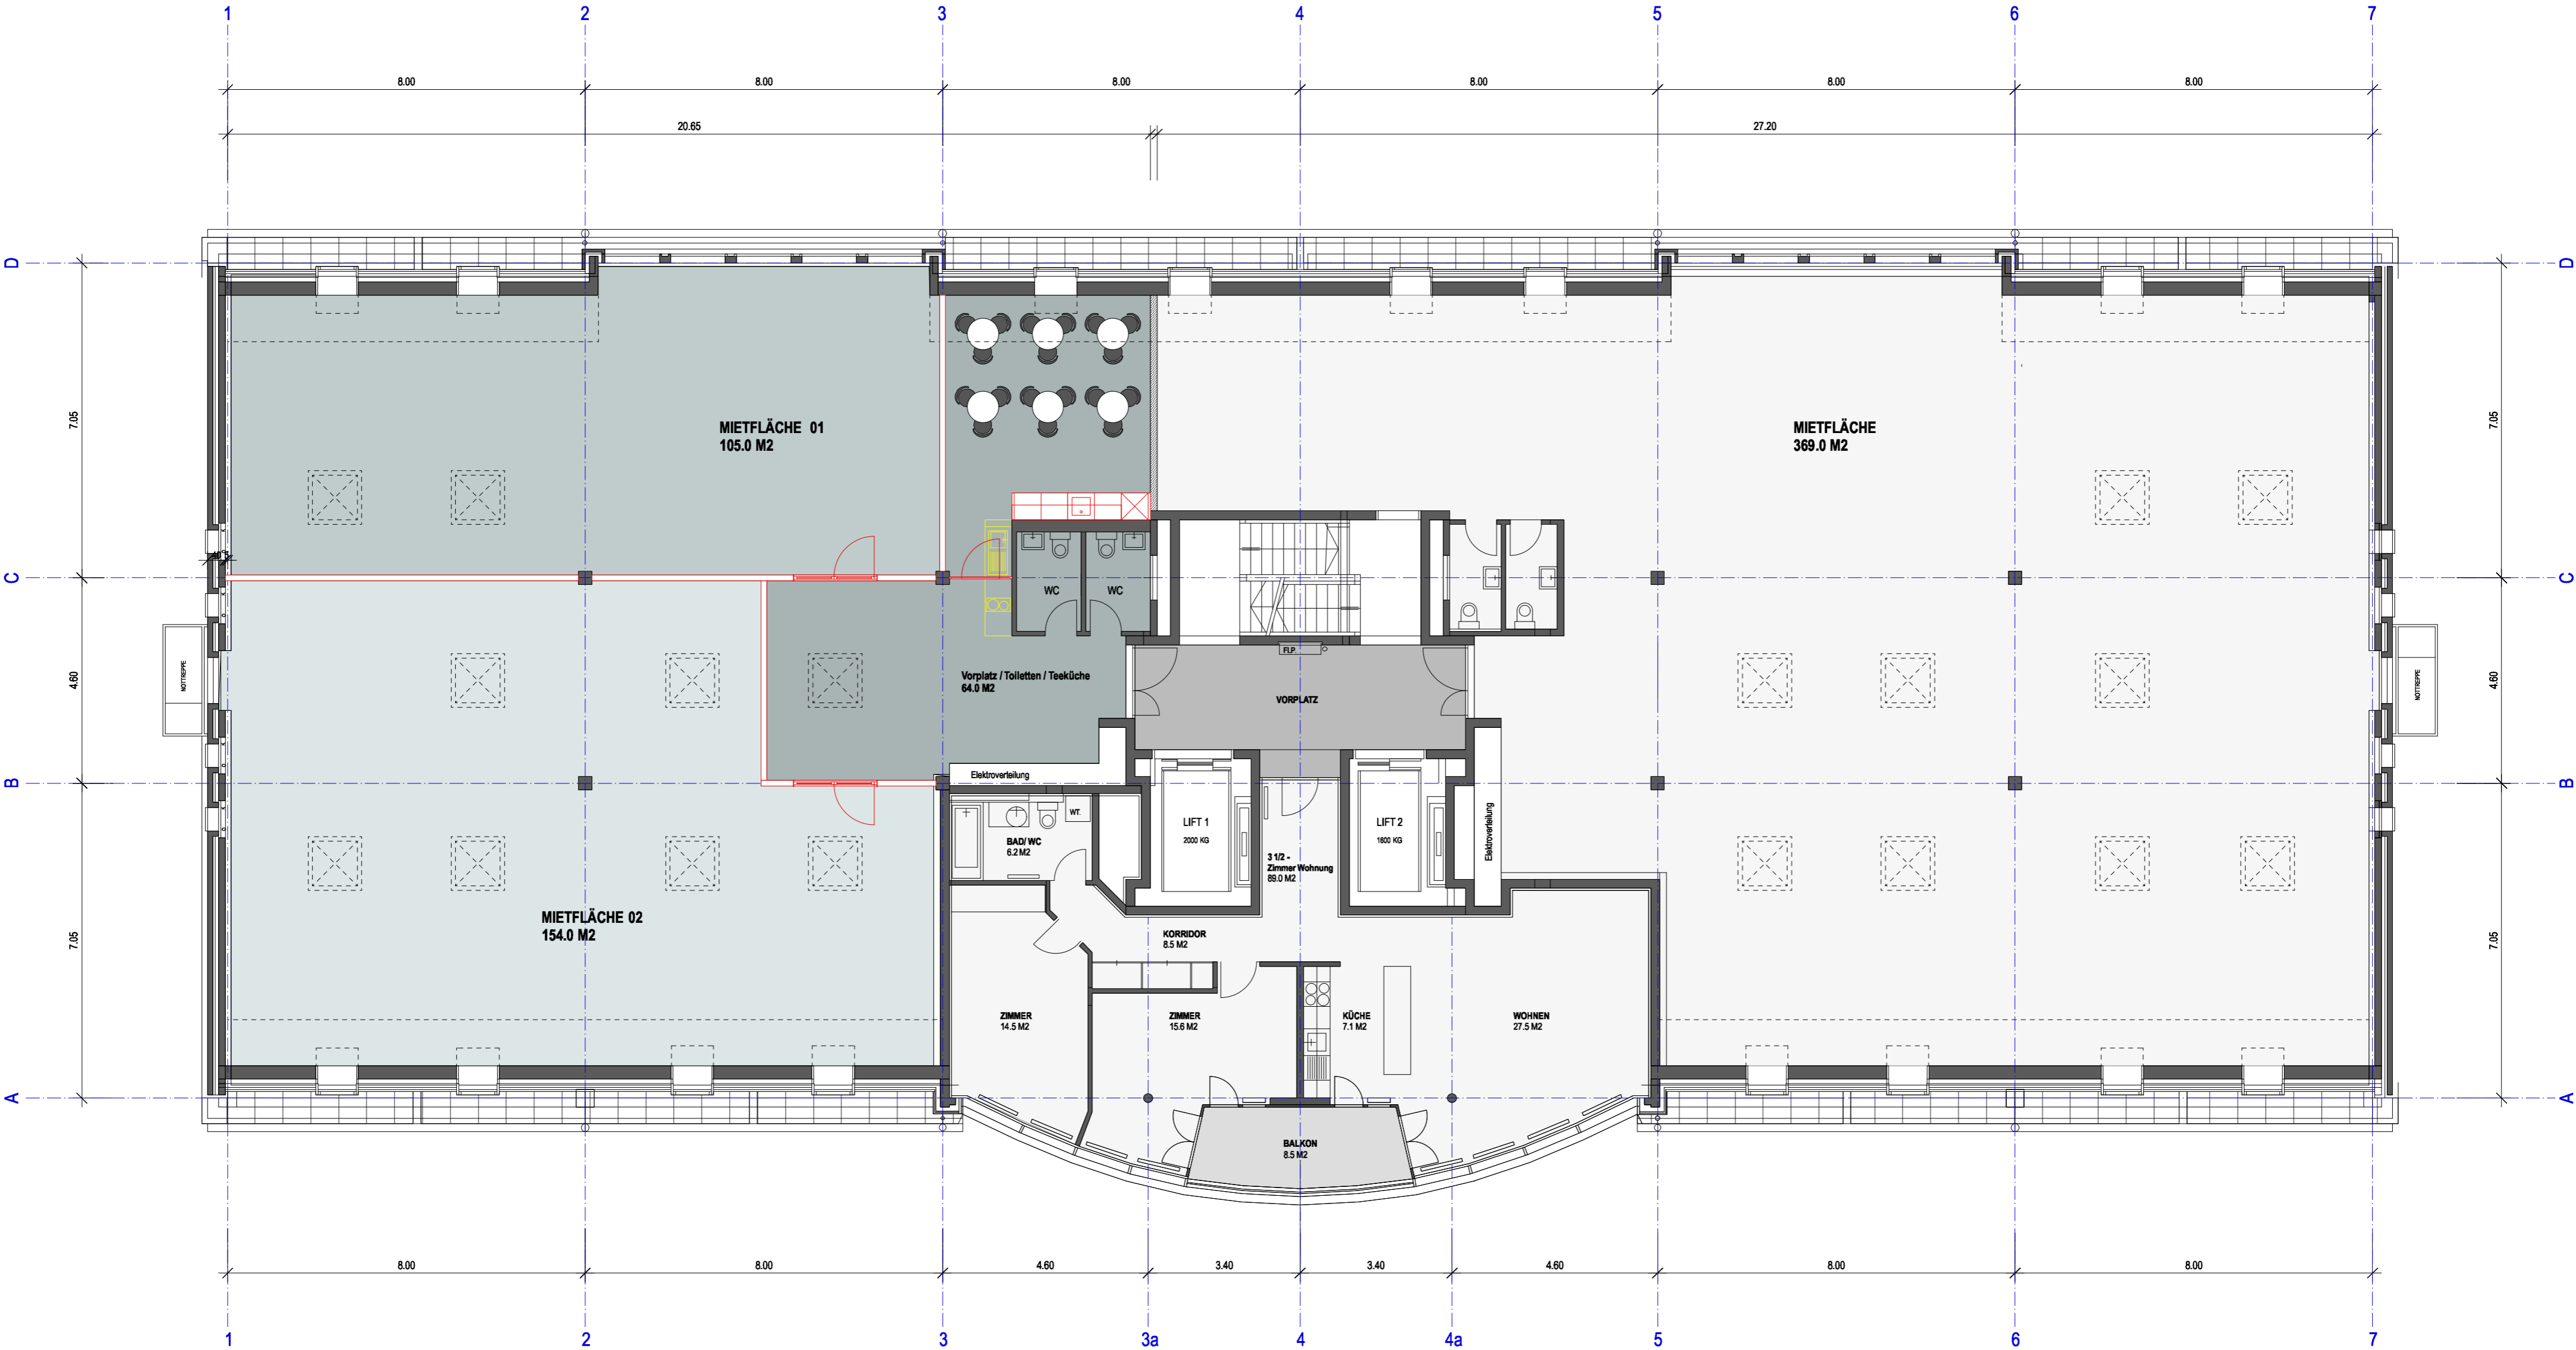 1 2 3 4 5 6 7
8.00 8.00 8.00 8.00 8.00 8.00
20.65 27.20
D D
7.05 7.05
MIETFLÄCHE 01
105.0 M2
MIETFLÄCHE
369.0 M2
C C
WC WC
4.60 4.60
NOTTREPPE
NOTTREPPE
FLP
Vorplatz / Toiletten / Teeküche
64.0 M2
VORPLATZ
B B
Elektroverteilung
Elektroverteilung
WT.
BAD/ WC
6.2 M2
LIFT 1
2000 KG
LIFT 2
1600 KG
3 1/2 -
Zimmer Wohnung
89.0 M2
MIETFLÄCHE 02
154.0 M2
7.05 7.05
KORRIDOR
8.5 M2
ZIMMER
14.5 M2
ZIMMER
15.6 M2
KÜCHE
7.1 M2
WOHNEN
27.5 M2
A A
BALKON
8.5 M2
8.00 8.00 4.60 3.40 3.40 4.60 8.00 8.00
1 2 3 3a 4 4a 5 6 7